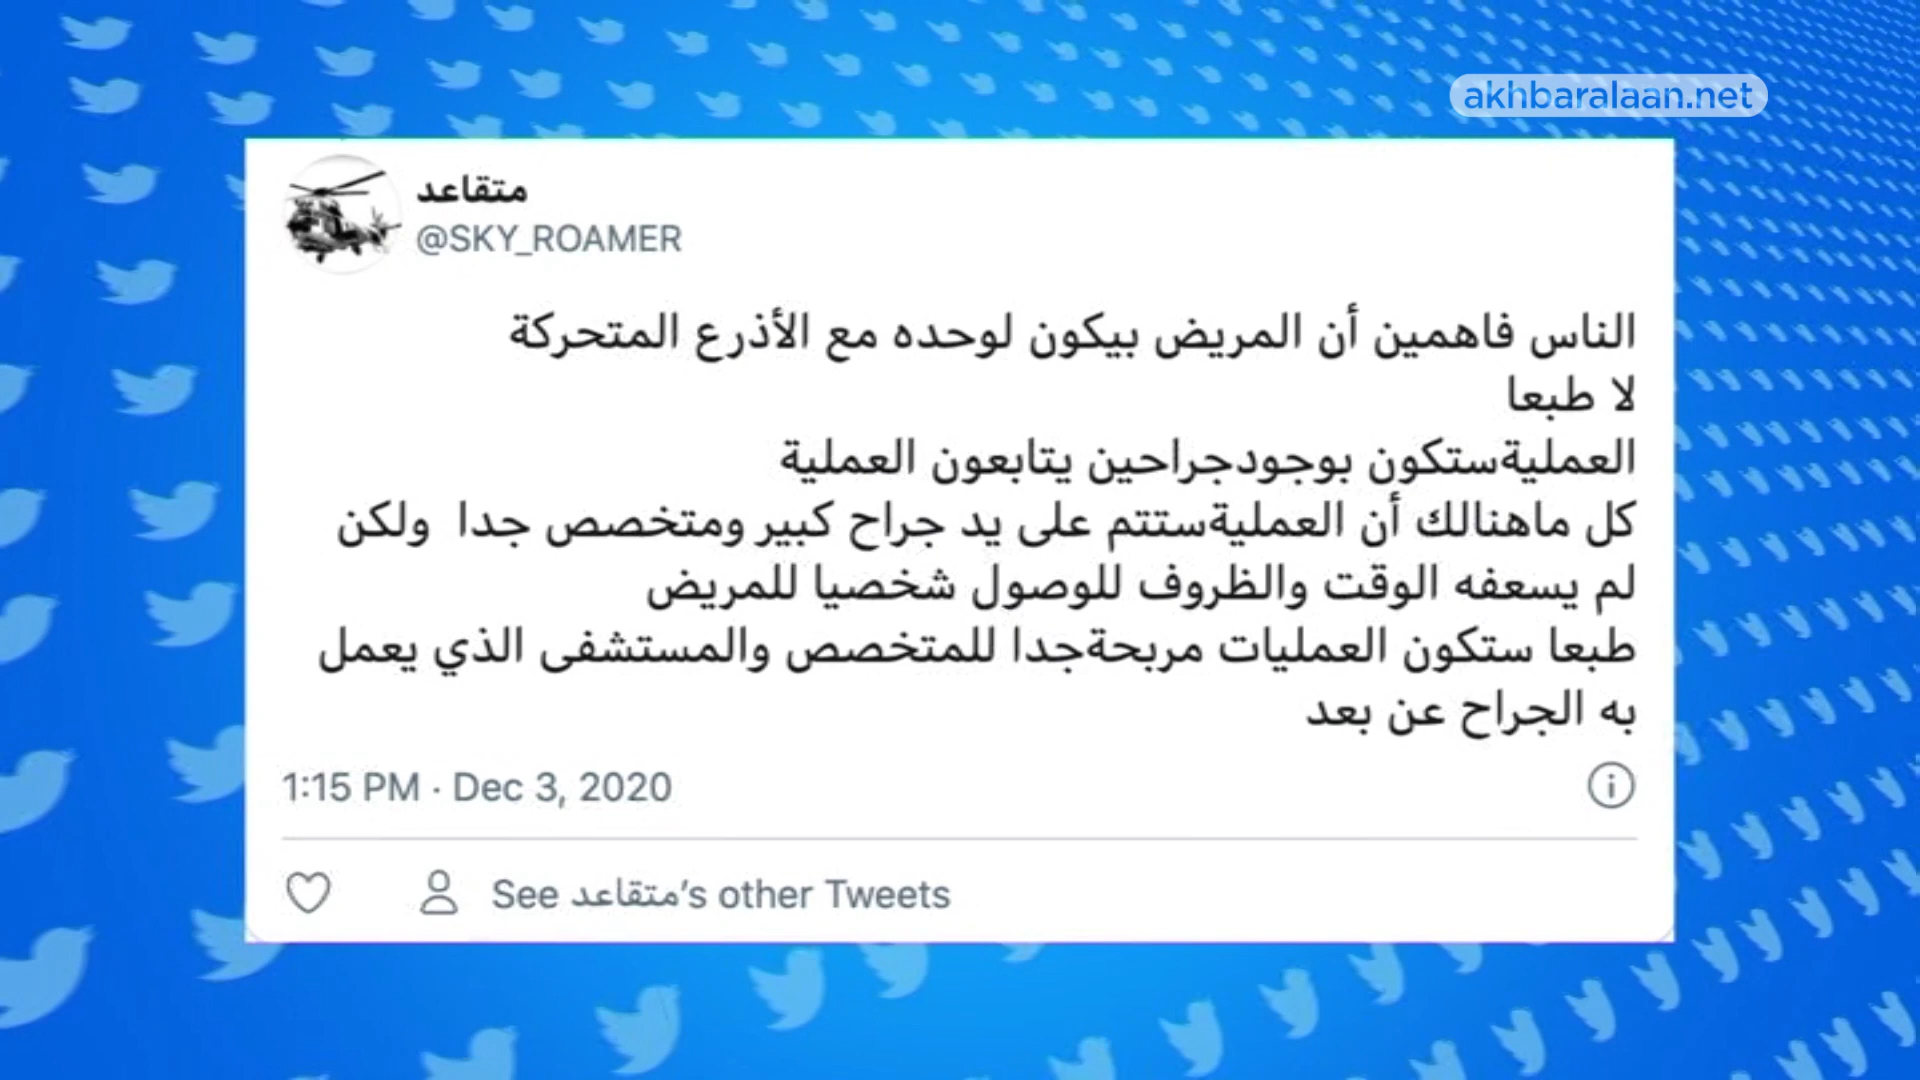 akhbaralaan.net
متقاعد
@SKY_ROAMER
الناس فاهمين أن المريض بيكون لوحده مع الأذرع المتحركة
لا طبعا
العمليةستكون بوجودجراحين يتابعون العملية
كل ماهنالك أن العمليةستتم على يد جراح كبير ومتخصص جدا ولكن
لم يسعفه الوقت والظروف للوصول شخصيا للمريض
طبعا ستكون العمليات مربحةجدا للمتخصص والمستشفى الذي يعمل
به الجراح عن بعد
1:15 PM · Dec 3, 2020
See متقاعد's other Tweets